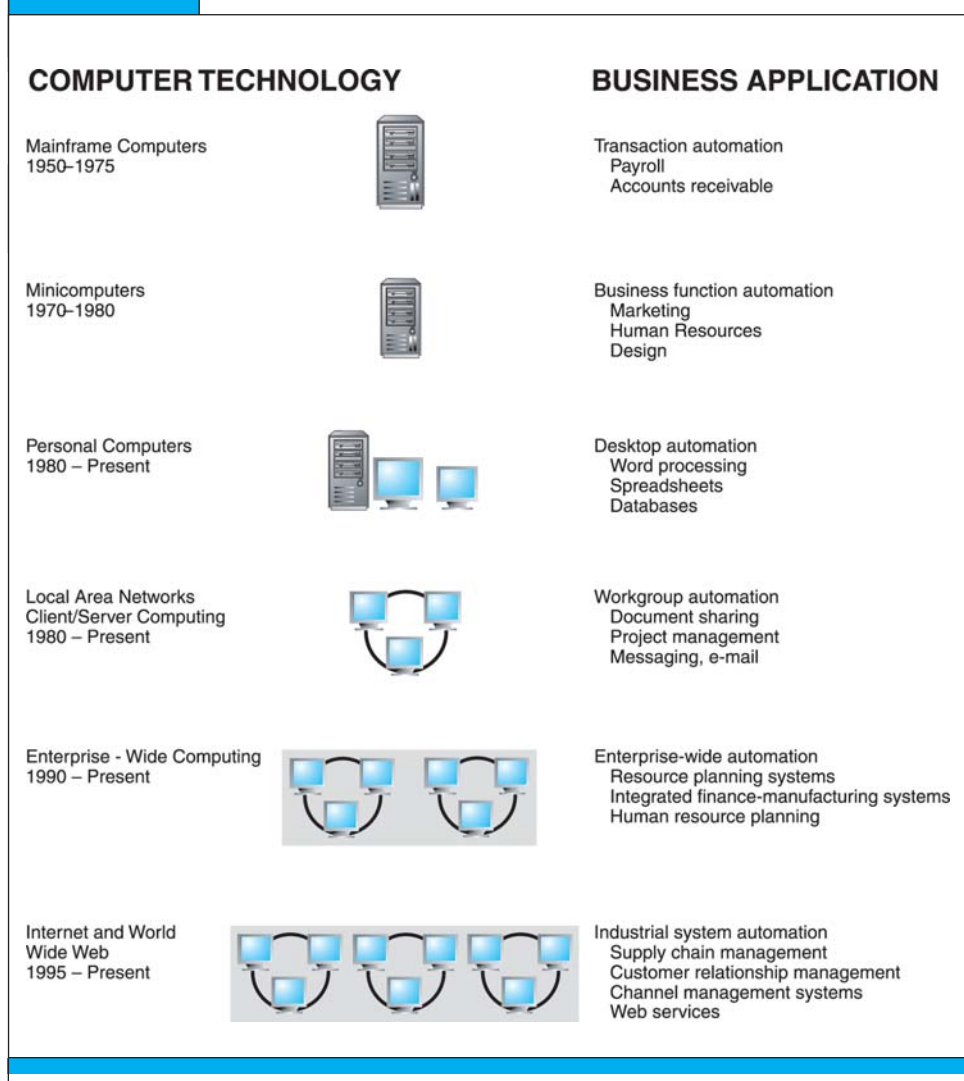 COMPUTER TECHNOLOGY
BUSINESS APPLICATION
Mainframe Computers
1950–1975
Transaction automation
Payroll
Accounts receivable
Minicomputers
1970–1980
Business function automation
Marketing
Human Resources
Design
Personal Computers
1980 – Present
Desktop automation
Word processing
Spreadsheets
Databases
Local Area Networks
Client/Server Computing
1980 – Present
Workgroup automation
Document sharing
Project management
Messaging, e-mail
Enterprise - Wide Computing
1990 – Present
Enterprise-wide automation
Resource planning systems
Integrated finance-manufacturing systems
Human resource planning
Internet and World
Wide Web
1995 – Present
Industrial system automation
Supply chain management
Customer relationship management
Channel management systems
Web services